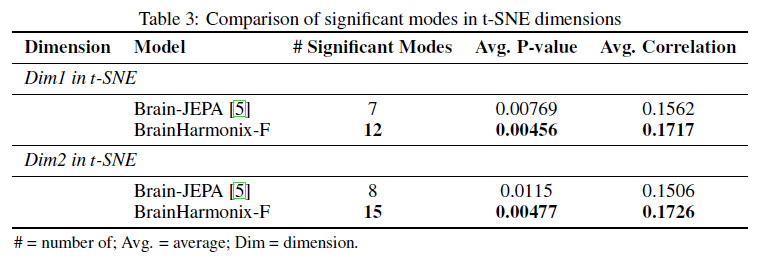 Table 3: Comparison of significant modes in t-SNE dimensions
Dimension Model # Significant Modes Avg. P-value Avg. Correlation
Dim1 in t-SNE
Brain-JEPA [5] 7 0.00769 0.1562
BrainHarmonix-F 12 0.00456 0.1717
Dim2 in t-SNE
Brain-JEPA [5] 8 0.0115 0.1506
BrainHarmonix-F 15 0.00477 0.1726
# = number of; Avg. = average; Dim = dimension.